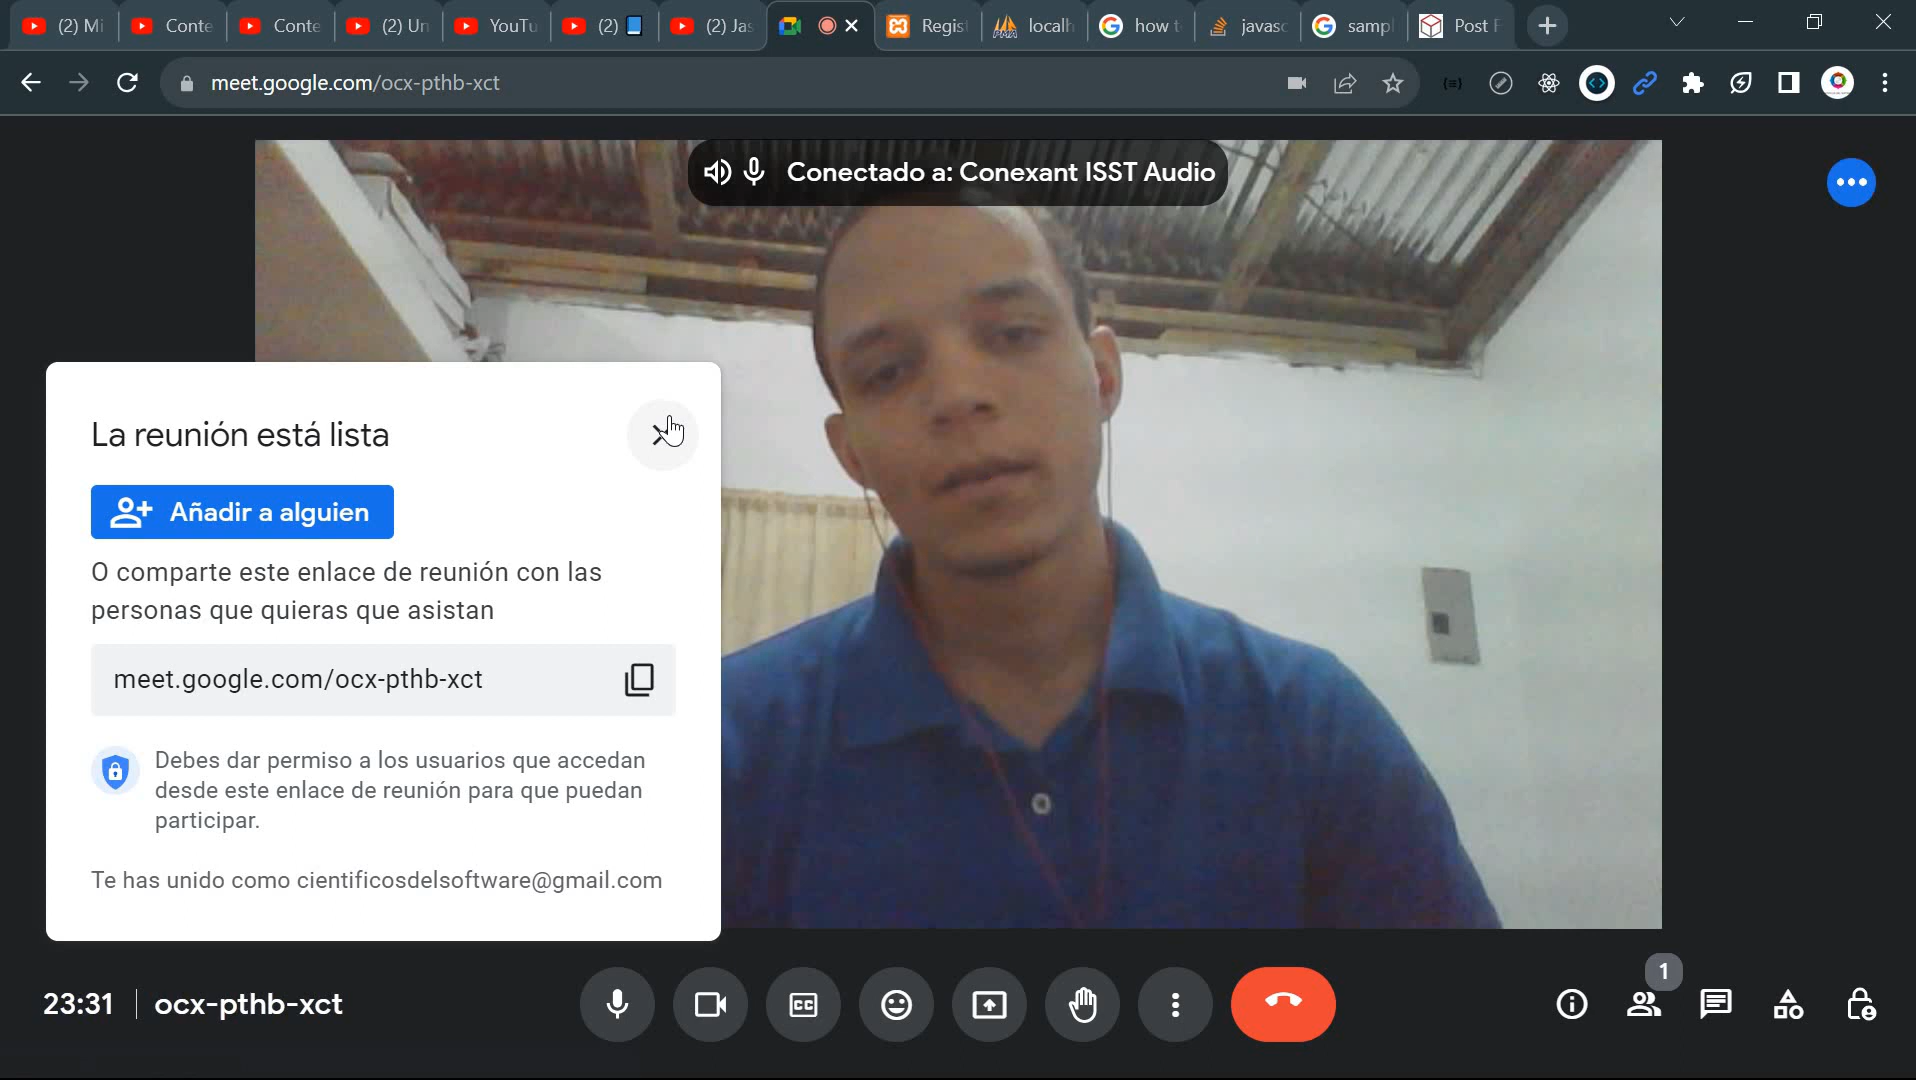 (2) Mi
Conte
Conte
(2) Un
YouTu
(2)
(2) Jas
Regist
localh
how t
javasc
sampl
Post F
meet.google.com/ocx-pthb-xct
Conectado a: Conexant ISST Audio
La reunión está lista
Añadir a alguien
O comparte este enlace de reunión con las
personas que quieras que asistan
meet.google.com/ocx-pthb-xct
Debes dar permiso a los usuarios que accedan
desde este enlace de reunión para que puedan
participar.
Te has unido como cientificosdelsoftware@gmail.com
23:31
ocx-pthb-xct
CC
1